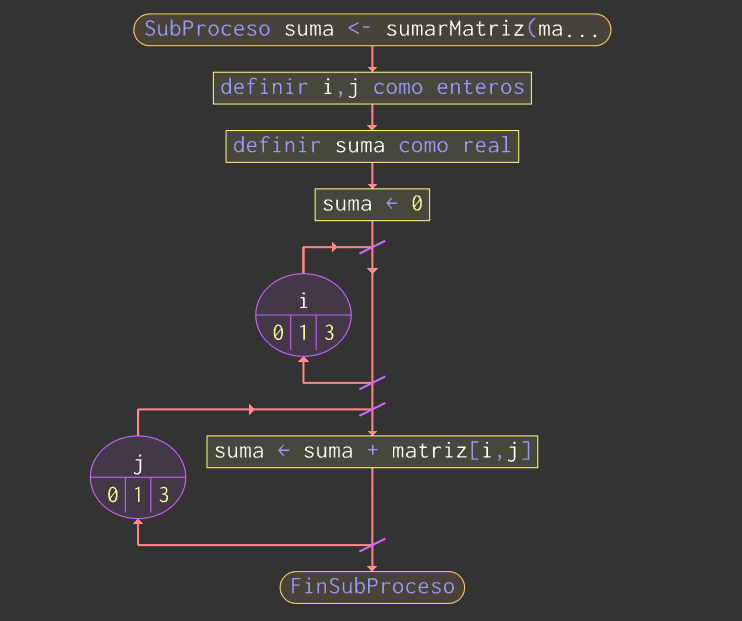 SubProceso suma <- sumarMatriz(ma...
definir i,j como enteros
definir suma como real
suma ← 0
i
0 1 3
suma ← suma + matriz[i,j]
j
0 1 3
FinSubProceso